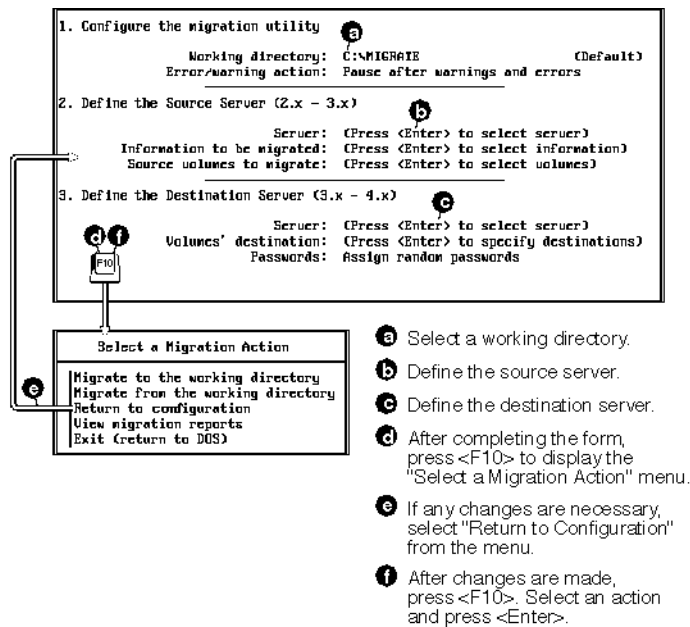 1. Configure the migration utility
a
Working directory: C:\MIGRATE (Default)
Error/warning action: Pause after warnings and errors
2. Define the Source Server (2.x - 3.x)
b
Server: (Press <Enter> to select server)
Information to be migrated: (Press <Enter> to select information)
Source volumes to migrate: (Press <Enter> to select volumes)
3. Define the Destination Server (3.x - 4.x)
c
Server: (Press <Enter> to select server)
Volumes' destination: (Press <Enter> to specify destinations)
Passwords: Assign random passwords
d f
F10
Select a Migration Action
Migrate to the working directory
Migrate from the working directory
e
Return to configuration
View migration reports
Exit (return to DOS)
a Select a working directory.
b Define the source server.
c Define the destination server.
d After completing the form,
press <F10> to display the
"Select a Migration Action" menu.
e If any changes are necessary,
select "Return to Configuration"
from the menu.
f After changes are made,
press <F10>. Select an action
and press <Enter>.